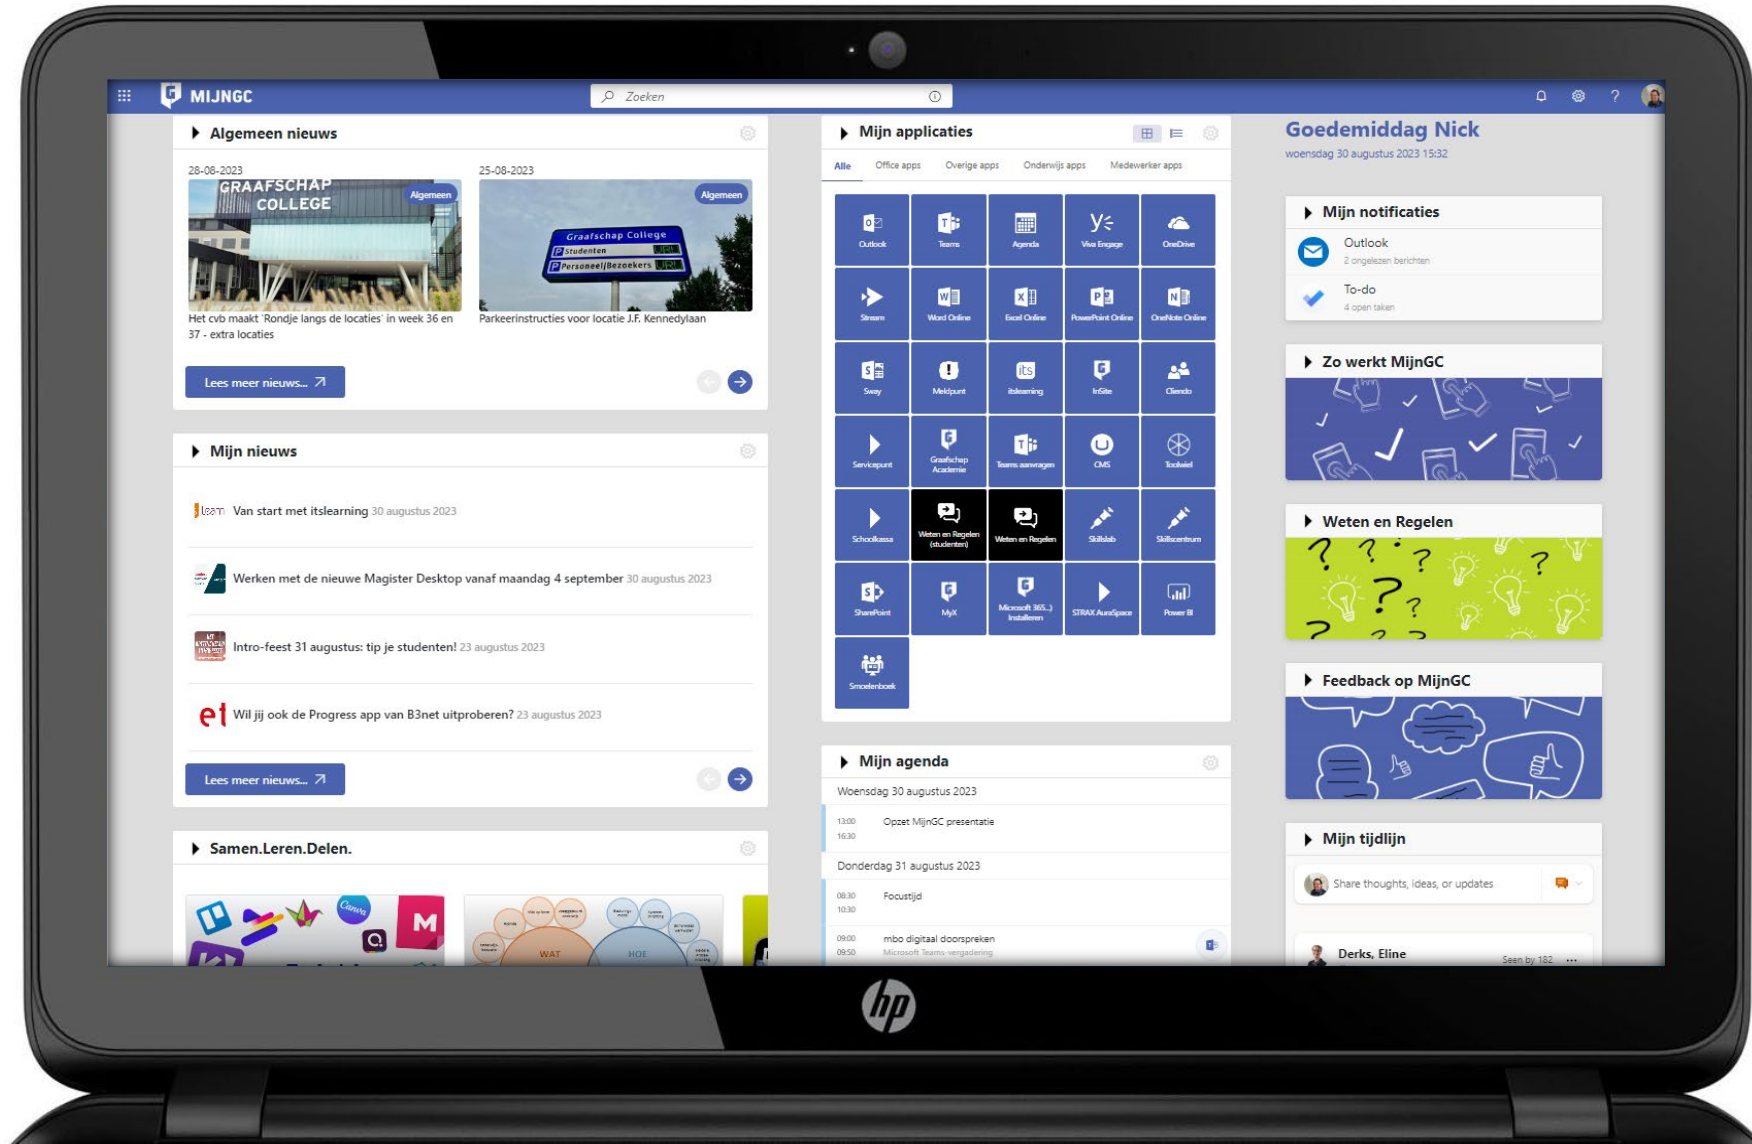 MIJNGC
Zoeken
Algemeen nieuws
28-08-2023
GRAAFSCHAP
COLLEGE
Algemeen
Het cvb maakt 'Rondje langs de locaties' in week 36 en
37 - extra locaties
25-08-2023
Algemeen
Graafschap College
P Studenten
P Personeel/Bezoekers
Parkeerinstructies voor locatie J.F. Kennedylaan
Lees meer nieuws...
Mijn nieuws
Van start met itslearning 30 augustus 2023
Werken met de nieuwe Magister Desktop vanaf maandag 4 september 30 augustus 2023
Intro-feest 31 augustus: tip je studenten! 23 augustus 2023
Wil jij ook de Progress app van B3net uitproberen? 23 augustus 2023
Lees meer nieuws...
Samen.Leren.Delen.
Canva
M
WAT
HOE
Mijn applicaties
Alle
Office apps
Overige apps
Onderwijs apps
Medewerker apps
Outlook
Teams
Agenda
Viva Engage
OneDrive
Stream
Word Online
Excel Online
PowerPoint Online
OneNote Online
Sway
Meldpunt
its
itslearning
InSite
Cliendo
Servicepunt
Graafschap
Academie
Teams aanvragen
CMS
Toolwiel
Schoolkassa
Weten en Regelen
(studenten)
Weten en Regelen
Skillslab
Skillscentrum
SharePoint
MyX
Microsoft 365...)
Installeren
STRAX AuraSpace
Power BI
Smoelenboek
Mijn agenda
Woensdag 30 augustus 2023
13:00
Opzet MijnGC presentatie
16:30
Donderdag 31 augustus 2023
08:30
Focustijd
10:30
09:00
mbo digitaal doorspreken
09:50
Microsoft Teams-vergadering
Goedemiddag Nick
woensdag 30 augustus 2023 15:32
Mijn notificaties
Outlook
2 ongelezen berichten
To-do
4 open taken
Zo werkt MijnGC
Weten en Regelen
Feedback op MijnGC
Mijn tijdlijn
Share thoughts, ideas, or updates
Derks, Eline
Seen by 182
hp